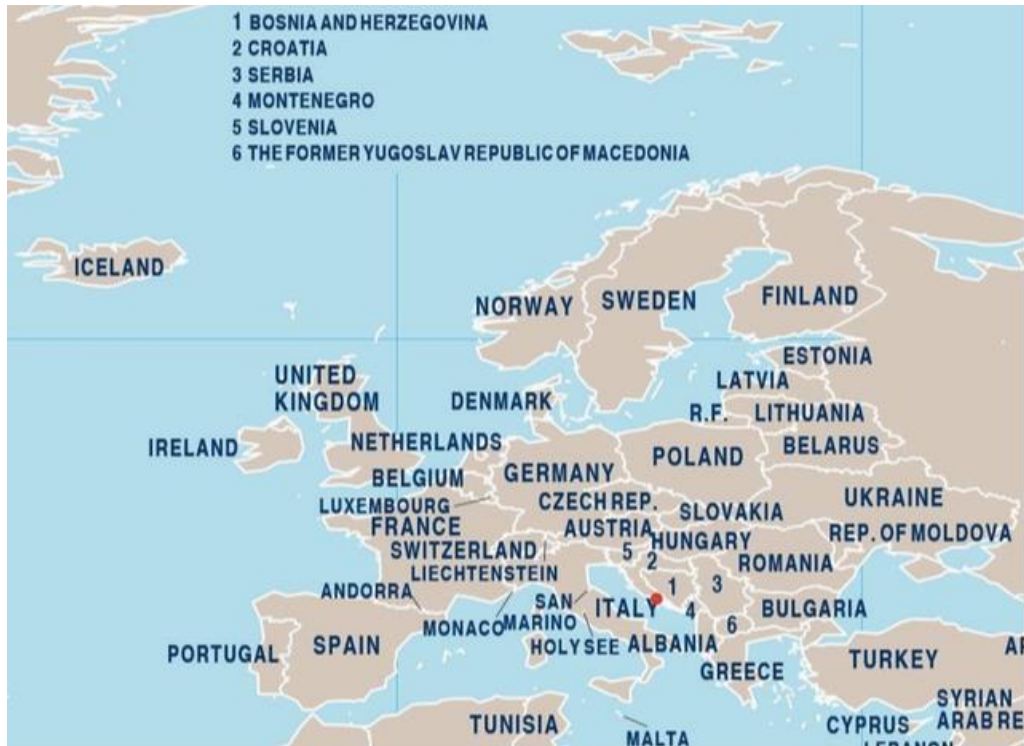 1 BOSNIA AND HERZEGOVINA
2 CROATIA
3 SERBIA
4 MONTENEGRO
5 SLOVENIA
6 THE FORMER YUGOSLAV REPUBLIC OF MACEDONIA
ICELAND
NORWAY
SWEDEN
FINLAND
ESTONIA
UNITED
KINGDOM
LATVIA
DENMARK
R.F.
LITHUANIA
IRELAND
NETHERLANDS
BELARUS
POLAND
BELGIUM
GERMANY
LUXEMBOURG
CZECH REP.
UKRAINE
FRANCE
SLOVAKIA
AUSTRIA
REP. OF MOLDOVA
SWITZERLAND
HUNGARY
5
2
ROMANIA
LIECHTENSTEIN
ANDORRA
1
3
SAN
MARINO
ITALY
4
BULGARIA
MONACO
6
HOLY SEE
ALBANIA
PORTUGAL
SPAIN
GREECE
TURKEY
SYRIAN
ARAB RE
TUNISIA
CYPRUS
MALTA